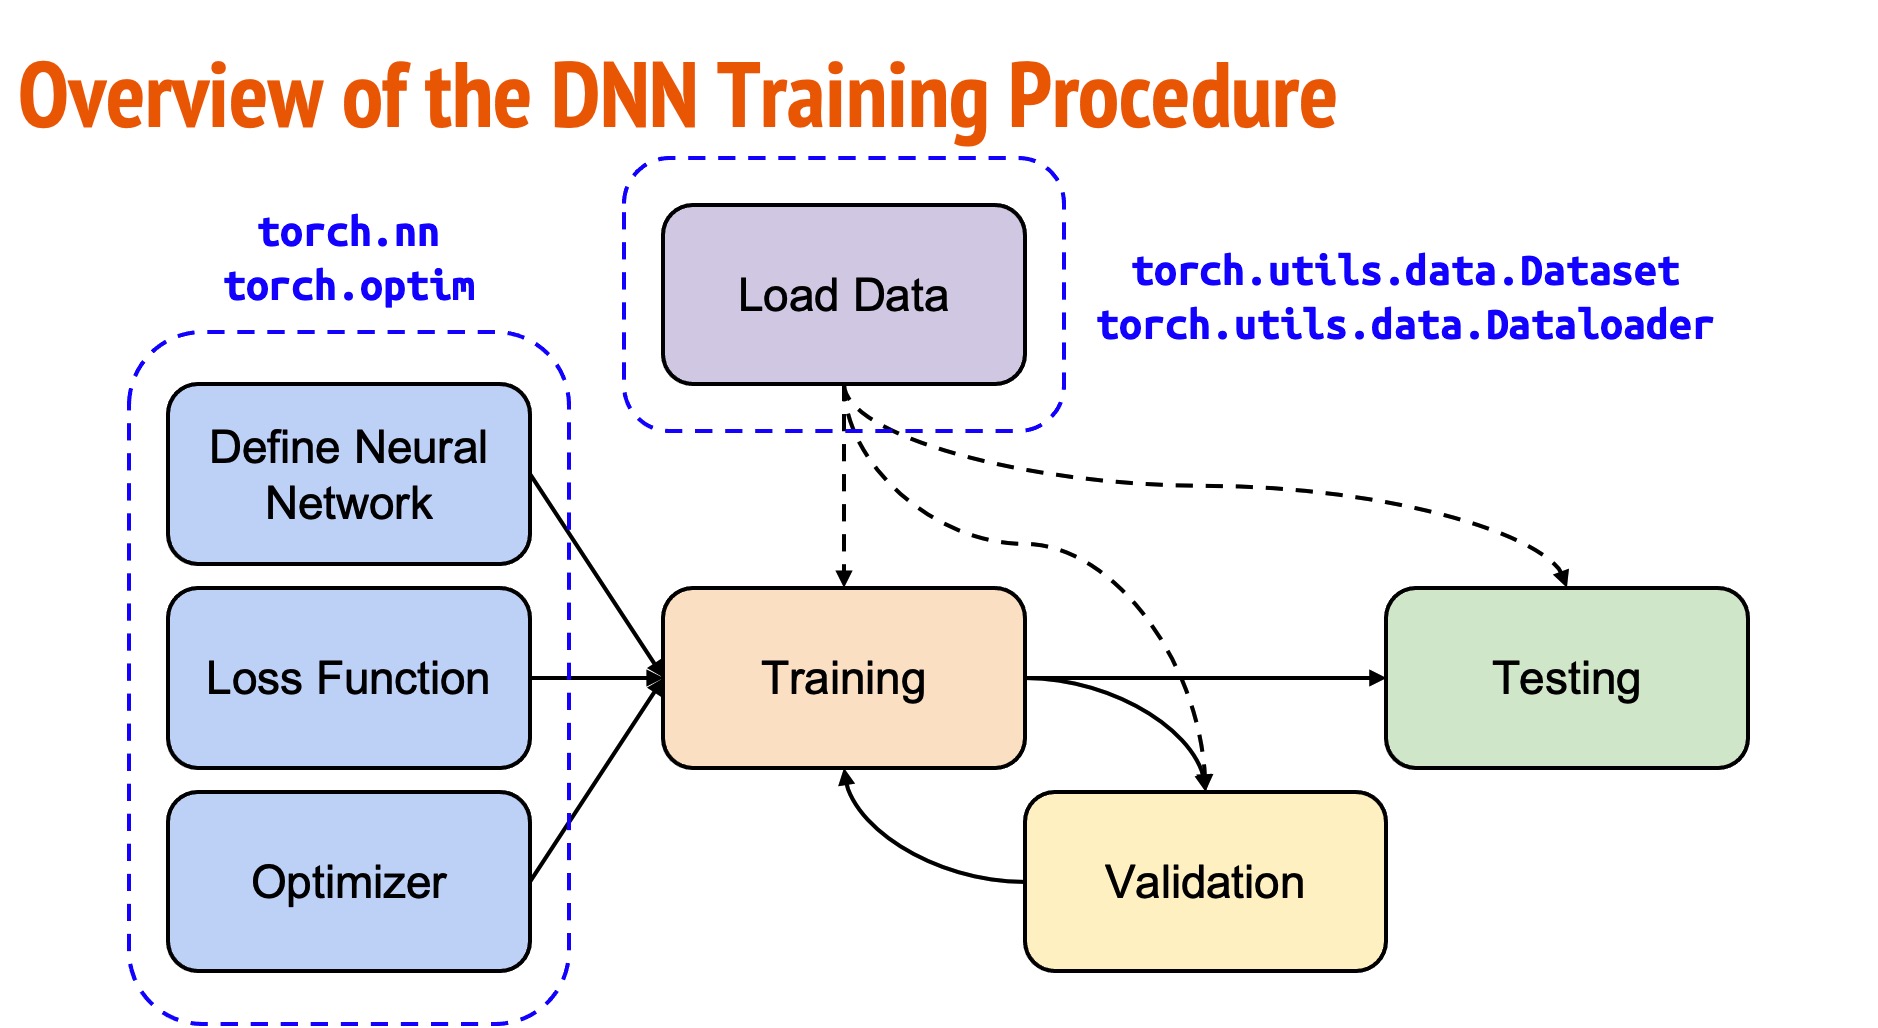 Overview of the DNN Training Procedure
torch.nn
torch.optim
Load Data
torch.utils.data.Dataset
torch.utils.data.Dataloader
Define Neural
Network
Loss Function
Optimizer
Training
Testing
Validation